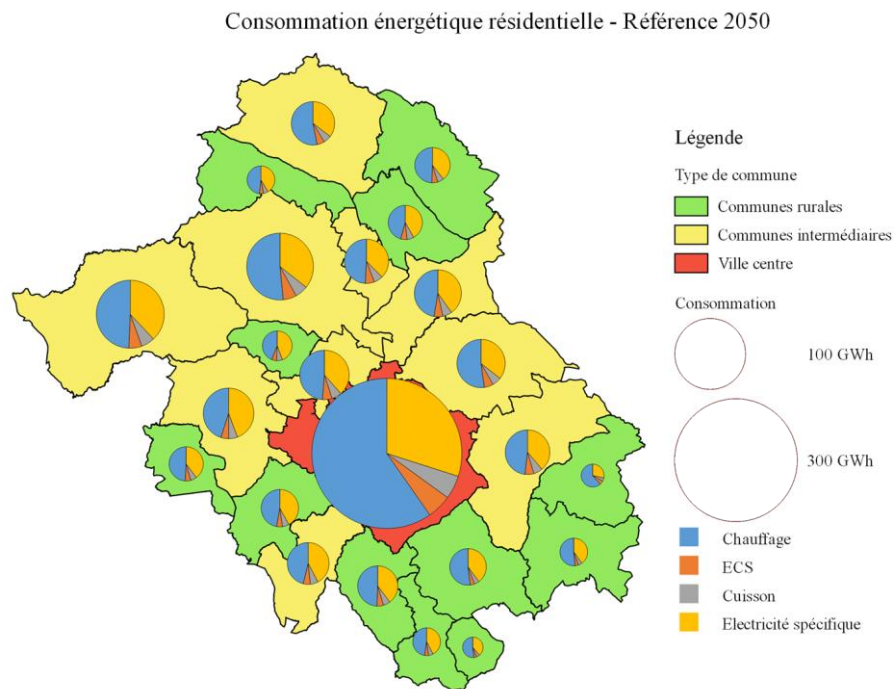 Consommation énergétique résidentielle - Référence 2050
Légende
Type de commune
Communes rurales
Communes intermédiaires
Ville centre
Consommation
100 GWh
300 GWh
Chauffage
ECS
Cuisson
Electricité spécifique